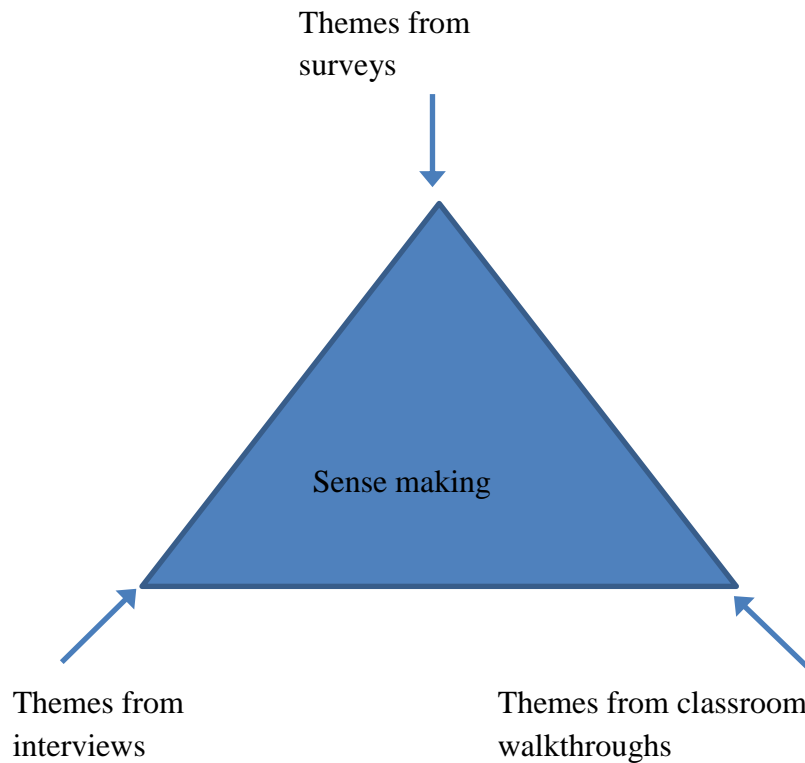 Themes from
surveys
Sense making
Themes from
interviews
Themes from classroom
walkthroughs